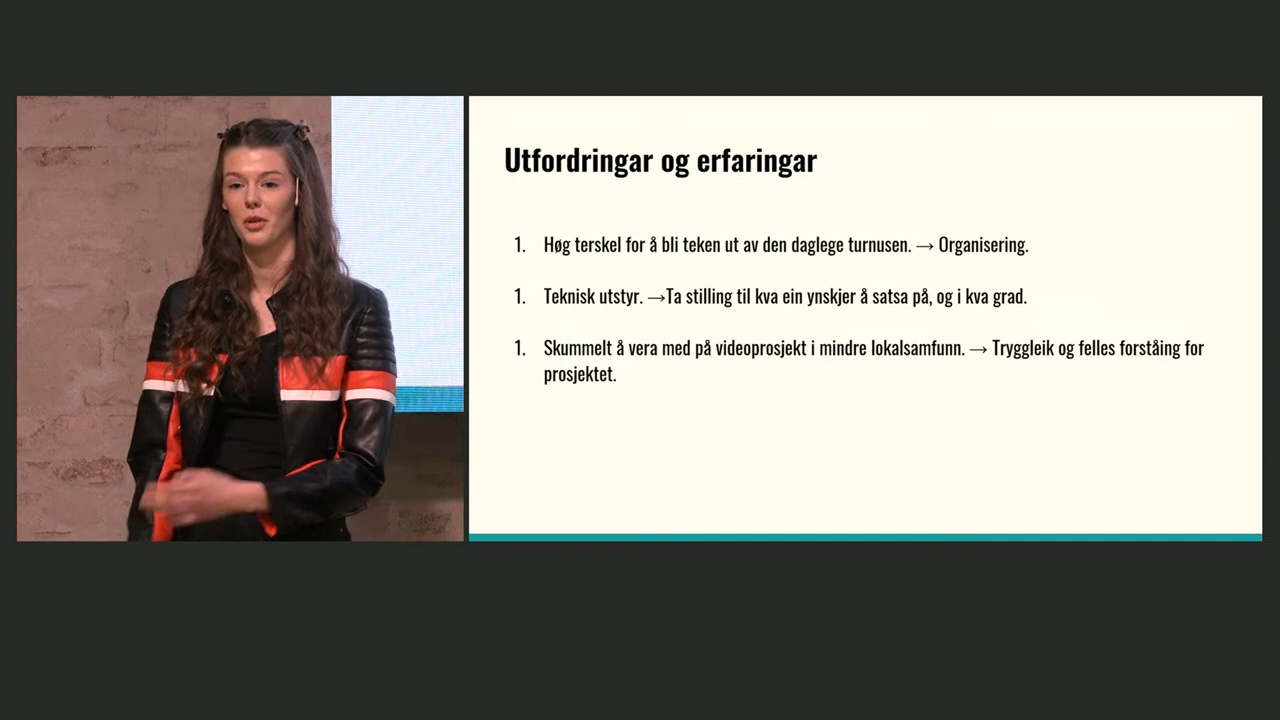 Utfordringar og erfaringar
1. Høg terskel for å bli teken ut av den daglege turnusen. → Organisering.
1. Teknisk utstyr. →Ta stilling til kva ein ynskjer å satsa på, og i kva grad.
1. Skummelt å vera med på videoprosjekt i mindre lokalsamfunn. → Tryggleik og felles forståing for
prosjektet.